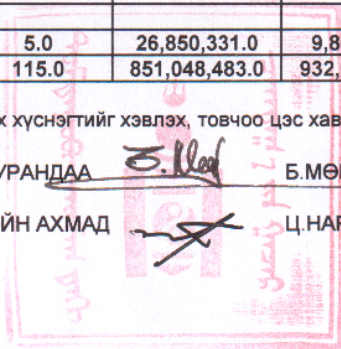 5.0 26,850,331.0 9,8
115.0 851,048,483.0 932,
х хүснэгтийг хэвлэх, товчоо цэс хав
УРАНДАА Б.МӨ
ЙН АХМАД Ц.НАР